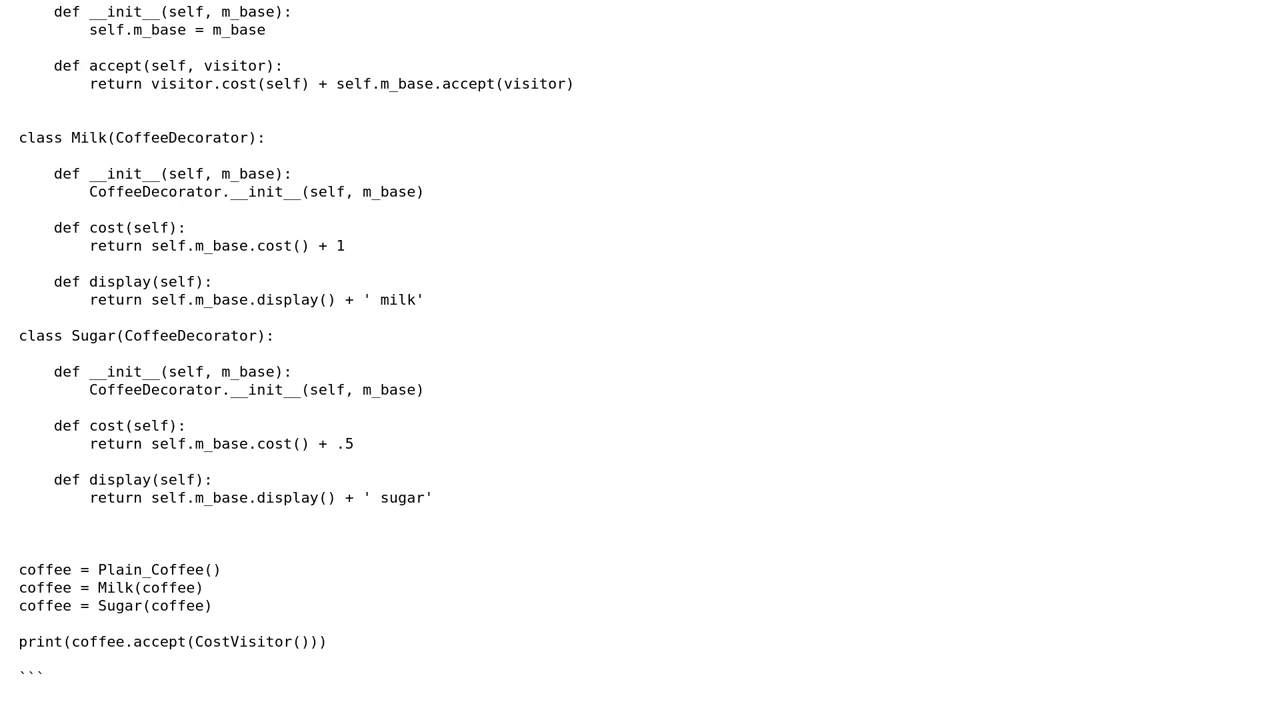 def __init__(self, m_base):
self.m_base = m_base
def accept(self, visitor):
return visitor.cost(self) + self.m_base.accept(visitor)
class Milk(CoffeeDecorator):
def __init__(self, m_base):
CoffeeDecorator.__init__(self, m_base)
def cost(self):
return self.m_base.cost() + 1
def display(self):
return self.m_base.display() + ' milk'
class Sugar(CoffeeDecorator):
def __init__(self, m_base):
CoffeeDecorator.__init__(self, m_base)
def cost(self):
return self.m_base.cost() + .5
def display(self):
return self.m_base.display() + ' sugar'
coffee = Plain_Coffee()
coffee = Milk(coffee)
coffee = Sugar(coffee)
print(coffee.accept(CostVisitor()))
```